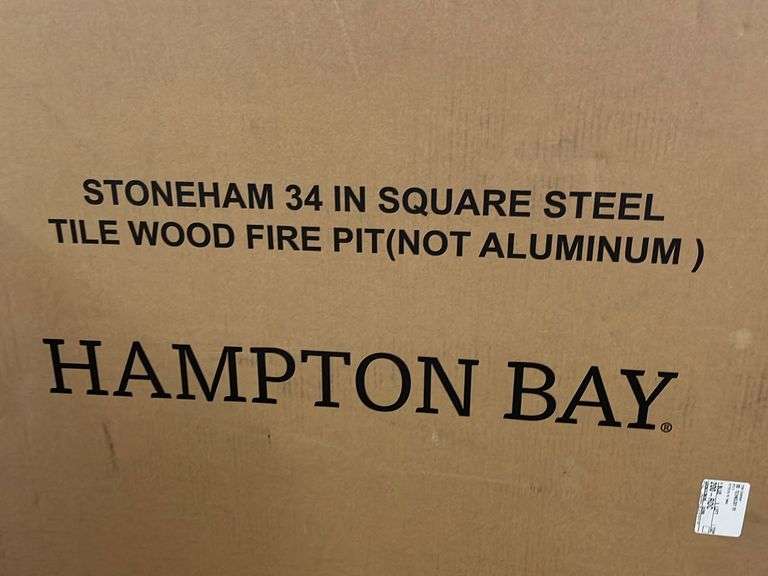 STONEHAM 34 IN SQUARE STEEL
TILE WOOD FIRE PIT(NOT ALUMINUM )
HAMPTON BAY®